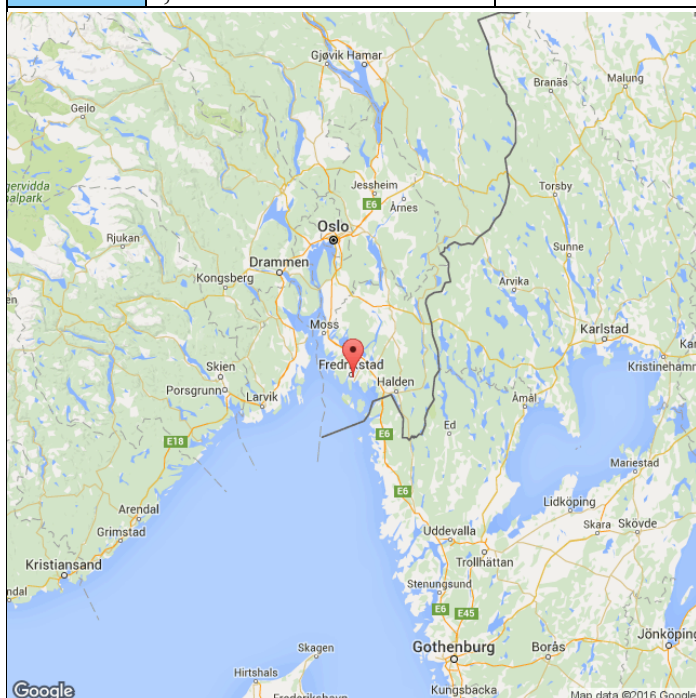 Gjøvik Hamar
Branäs
Malung
Geilo
Jessheim
E6
Årnes
Torsby
Oslo
Rjukan
Drammen
Sunne
Kongsberg
Arvika
Moss
Karlstad
Fredrikstad
Skien
Halden
Porsgrunn
Larvik
Åmål
E18
E6
Ed
Mariestad
E6
Lidköping
Arendal
Skara Skövde
Grimstad
Uddevalla
Trollhättan
Kristiansand
Stenungsund
E6
E45
Gothenburg
Borås
Jönköping
Skagen
Hirtshals
Kungsbacka
Google
Map data ©2016 Google